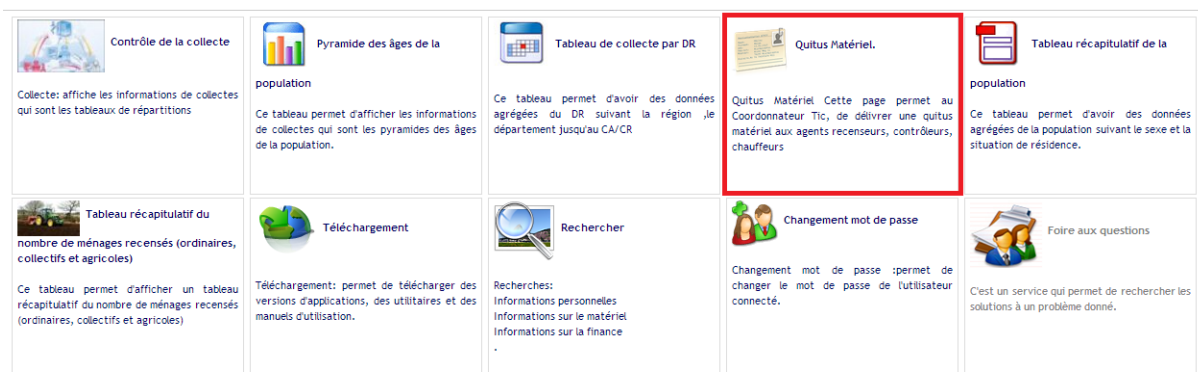 Contrôle de la collecte
Collecte: affiche les informations de collectes
qui sont les tableaux de répartitions
Pyramide des âges de la
population
Ce tableau permet d'afficher les informations
de collectes qui sont les pyramides des âges
de la population.
Tableau de collecte par DR
Ce tableau permet d'avoir des données
agrégées du DR suivant la région ,le
département jusqu'au CA/CR
Quitus Matériel.
Quitus Matériel Cette page permet au
Coordonnateur Tic, de délivrer une quitus
matériel aux agents recenseurs, contrôleurs,
chauffeurs
Tableau récapitulatif de la
population
Ce tableau permet d'avoir des données
agrégées de la population suivant le sexe et la
situation de résidence.
Tableau récapitulatif du
nombre de ménages recensés (ordinaires,
collectifs et agricoles)
Ce tableau permet d'afficher un tableau
récapitulatif du nombre de ménages recensés
(ordinaires, collectifs et agricoles)
Téléchargement
Téléchargement: permet de télécharger des
versions d'applications, des utilitaires et des
manuels d'utilisation.
Rechercher
Recherches:
Informations personnelles
Informations sur le matériel
Informations sur la finance
.
Changement mot de passe
Changement mot de passe :permet de
changer le mot de passe de l'utilisateur
connecté.
Foire aux questions
C'est un service qui permet de rechercher les
solutions à un problème donné.